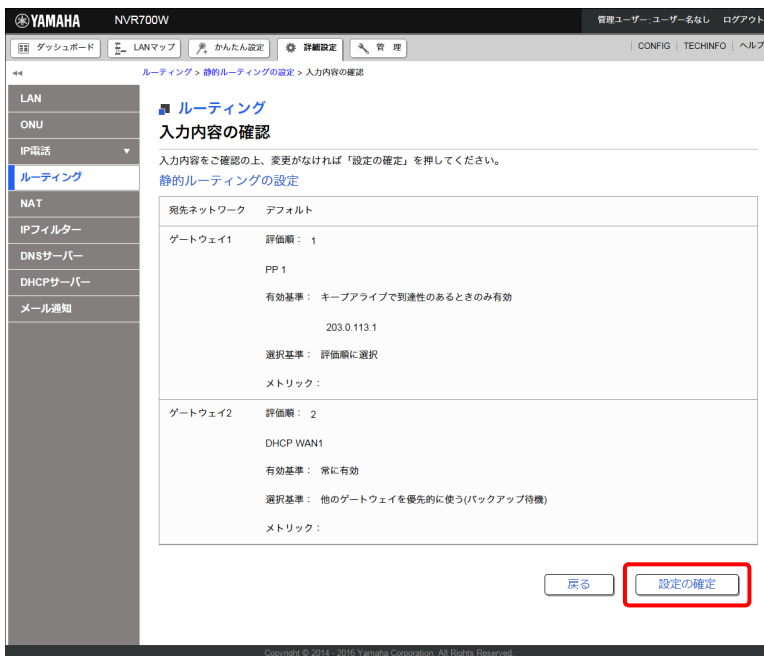 YAMAHA NVR700W 管理ユーザー:ユーザー名なし ログアウト
ダッシュボード LANマップ かんたん設定 詳細設定 管 理 | CONFIG | TECHINFO | ヘルプ
ルーティング > 静的ルーティングの設定 > 入力内容の確認
LAN
ONU
IP電話
ルーティング
NAT
IPフィルター
DNSサーバー
DHCPサーバー
メール通知
ルーティング
入力内容の確認
入力内容をご確認の上、変更がなければ「設定の確定」を押してください。
静的ルーティングの設定
宛先ネットワーク デフォルト
ゲートウェイ1 評価順: 1
PP 1
有効基準: キープアライブで到達性のあるときのみ有効
203.0.113.1
選択基準: 評価順に選択
メトリック:
ゲートウェイ2 評価順: 2
DHCP WAN1
有効基準: 常に有効
選択基準: 他のゲートウェイを優先的に使う(バックアップ待機)
メトリック:
戻る 設定の確定
Copyright © 2014 - 2016 Yamaha Corporation. All Rights Reserved.